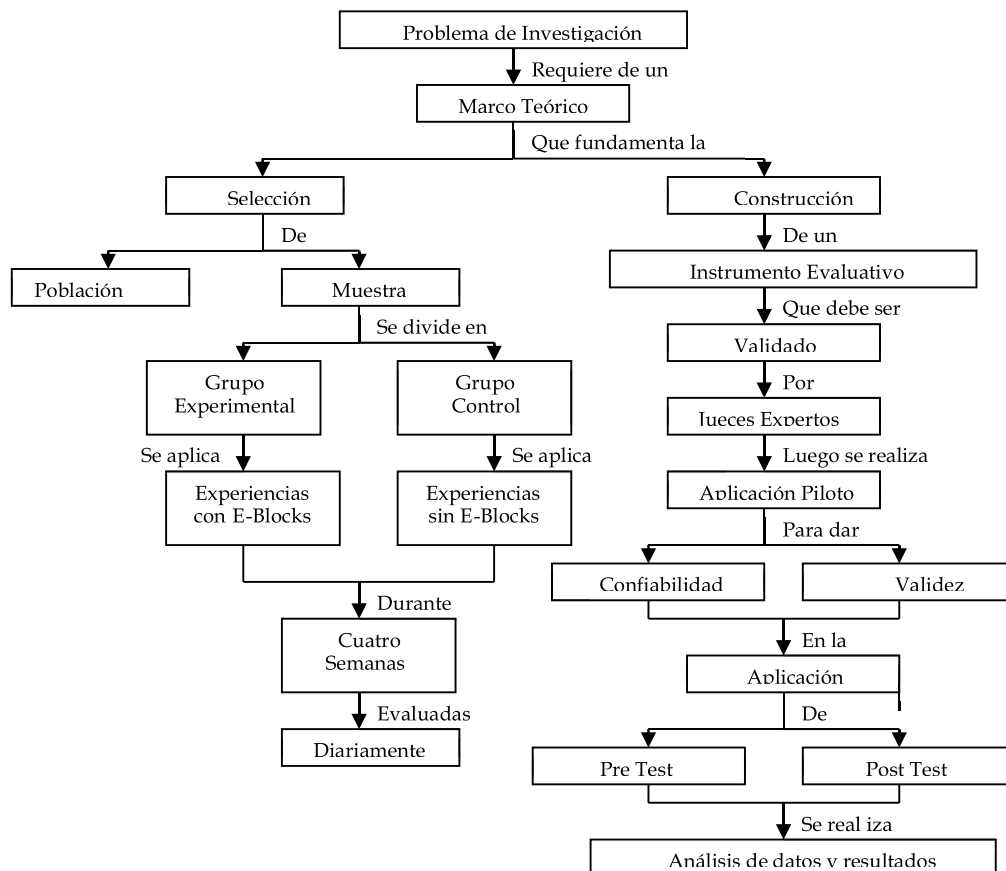 Problema de Investigación
Requiere de un
Marco Teórico
Que fundamenta la
Selección
Construcción
De
De un
Población
Muestra
Instrumento Evaluativo
Se divide en
Que debe ser
Grupo
Experimental
Grupo
Control
Validado
Por
Jueces Expertos
Se aplica
Se aplica
Luego se realiza
Experiencias
con E-Blocks
Experiencias
sin E-Blocks
Aplicación Piloto
Para dar
Confiabilidad
Validez
Durante
Cuatro
Semanas
En la
Aplicación
Evaluadas
De
Diariamente
Pre Test
Post Test
Se real iza
Análisis de datos y resultados